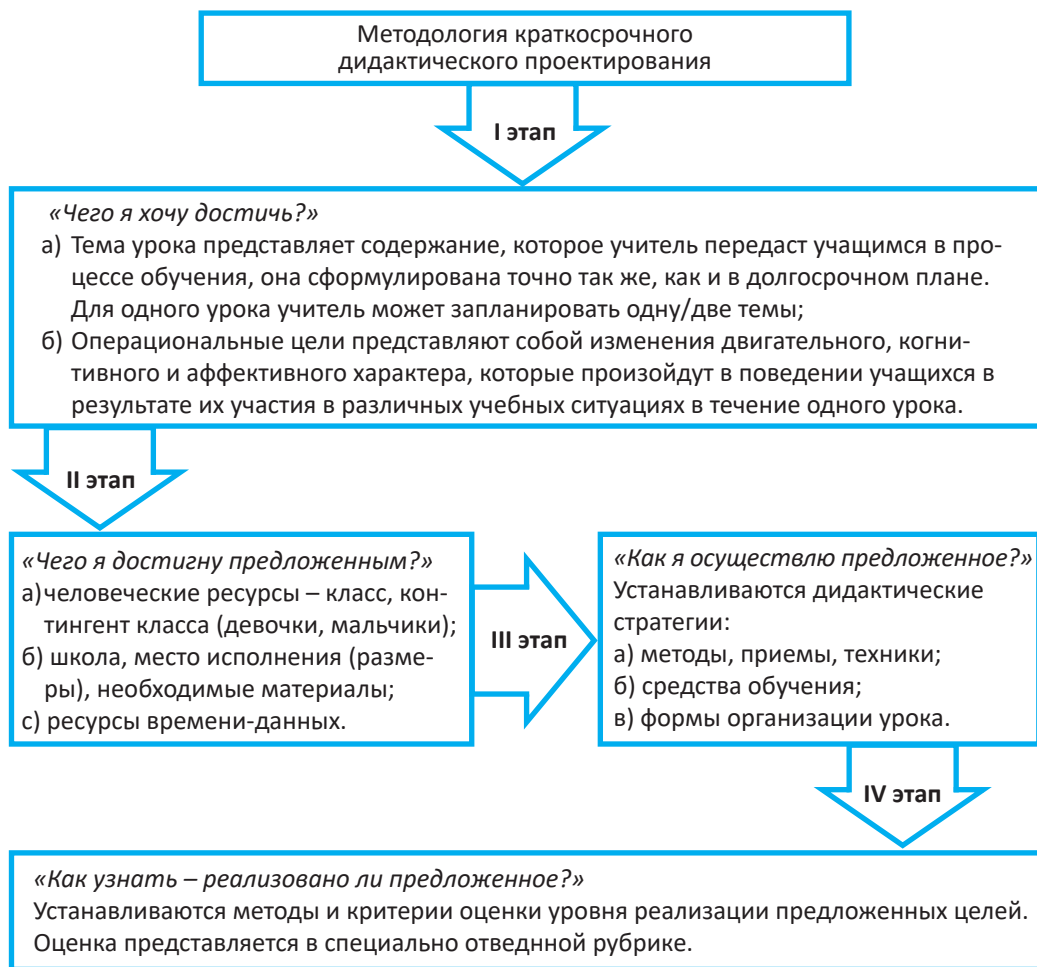 Методология краткосрочного
дидактического проектирования
I этап
«Чего я хочу достичь?»
а) Тема урока представляет содержание, которое учитель передаст учащимся в про-
цессе обучения, она сформулирована точно так же, как и в долгосрочном плане.
Для одного урока учитель может запланировать одну/две темы;
б) Операциональные цели представляют собой изменения двигательного, когни-
тивного и аффективного характера, которые произойдут в поведении учащихся в
результате их участия в различных учебных ситуациях в течение одного урока.
II этап
«Чего я достигну предложенным?»
а)человеческие ресурсы – класс, кон-
тингент класса (девочки, мальчики);
б) школа, место исполнения (разме-
ры), необходимые материалы;
с) ресурсы времени-данных.
III этап
«Как я осуществлю предложенное?»
Устанавливаются дидактические
стратегии:
а) методы, приемы, техники;
б) средства обучения;
в) формы организации урока.
IV этап
«Как узнать – реализовано ли предложенное?»
Устанавливаются методы и критерии оценки уровня реализации предложенных целей.
Оценка представляется в специально отведнной рубрике.